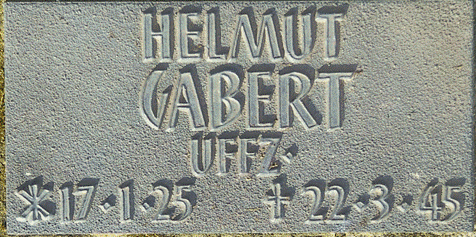 HELMUT
GABERT
UFFZ.
* 17·1·25 † 22·3·45